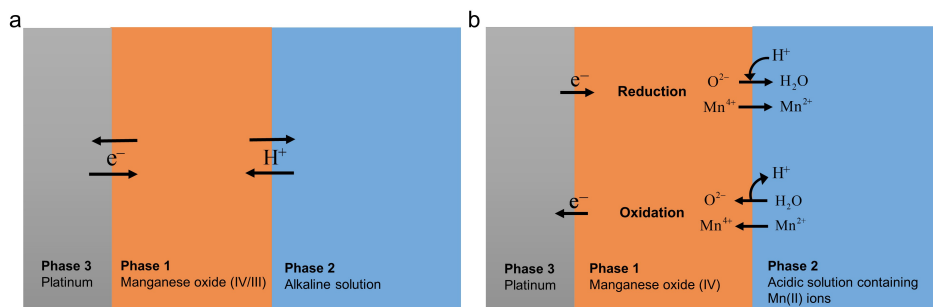 a
e⁻
H⁺
Phase 3
Platinum
Phase 1
Manganese oxide (IV/III)
Phase 2
Alkaline solution
b
e⁻
Reduction
H⁺
O²⁻
H₂O
Mn⁴⁺
Mn²⁺
e⁻
Oxidation
H⁺
O²⁻
H₂O
Mn⁴⁺
Mn²⁺
Phase 3
Platinum
Phase 1
Manganese oxide (IV)
Phase 2
Acidic solution containing
Mn(II) ions